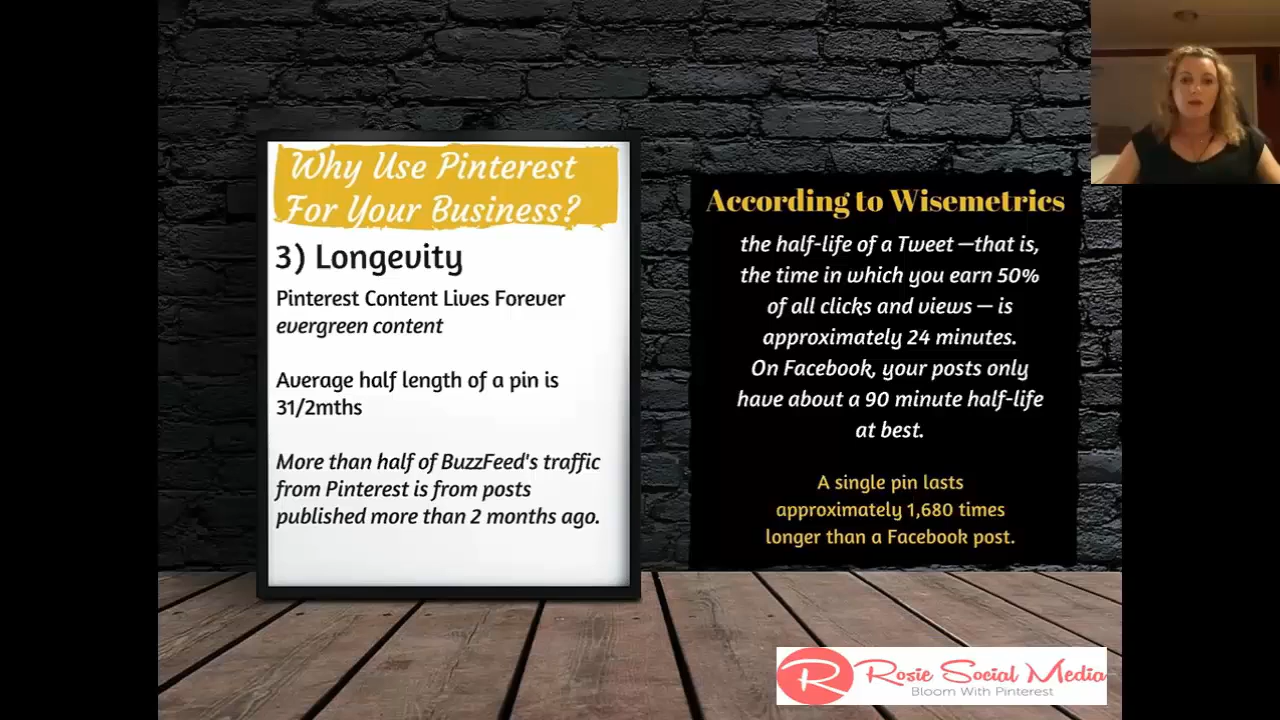 Why Use Pinterest
For Your Business?
3) Longevity
Pinterest Content Lives Forever
evergreen content
Average half length of a pin is
31/2mths
More than half of BuzzFeed's traffic
from Pinterest is from posts
published more than 2 months ago.
According to Wisemetrics
the half-life of a Tweet —that is,
the time in which you earn 50%
of all clicks and views — is
approximately 24 minutes.
On Facebook, your posts only
have about a 90 minute half-life
at best.
A single pin lasts
approximately 1,680 times
longer than a Facebook post.
R Rosie Social Media
Bloom With Pinterest